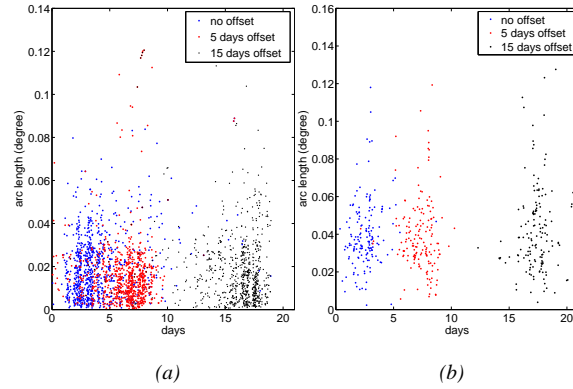 0.14
0.12
0.1
0.08
0.06
0.04
0.02
0
arc length (degree)
0
5
10
15
20
days
no offset
5 days offset
15 days offset
(a)
0.16
0.14
0.12
0.1
0.08
0.06
0.04
0.02
0
arc length (degree)
0
5
10
15
20
days
no offset
5 days offset
15 days offset
(b)